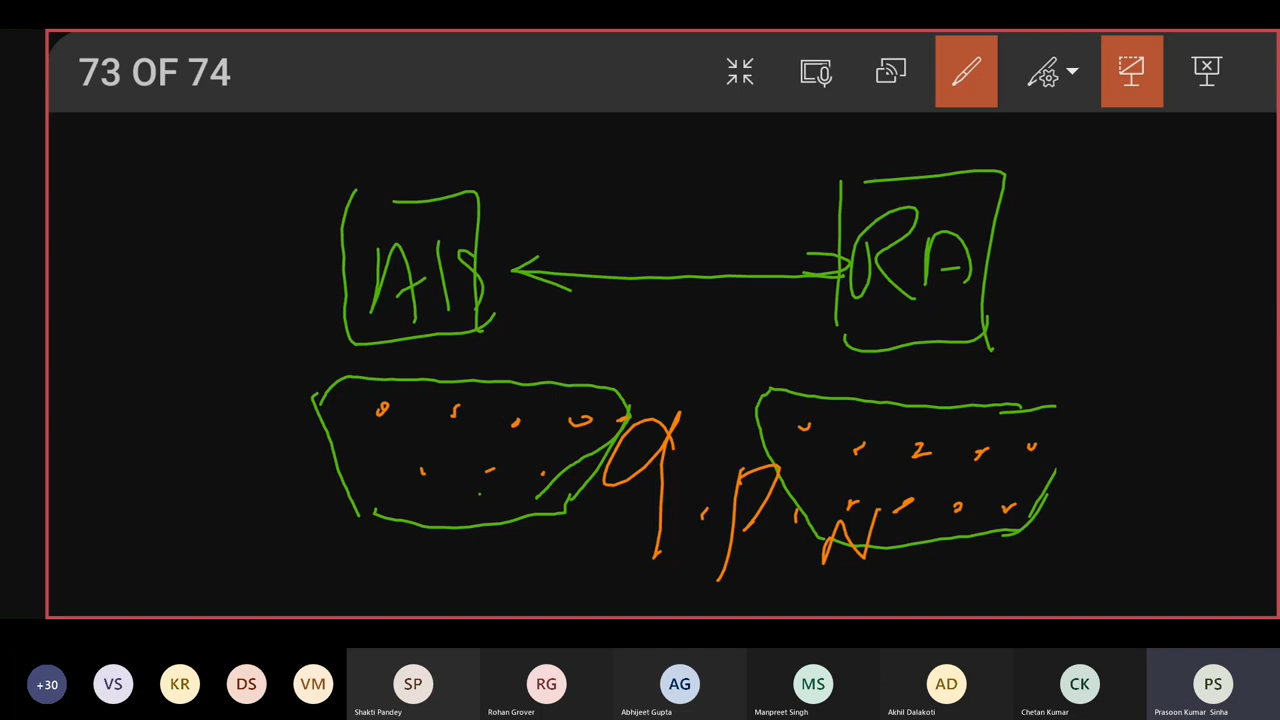 73 OF 74
AIS RA
q, p, N
+30 VS KR DS VM SP RG AG MS AD CK PS
Shakti Pandey Rohan Grover Abhijeet Gupta Manpreet Singh Akhil Dalakoti Chetan Kumar Prasoon Kumar Sinha